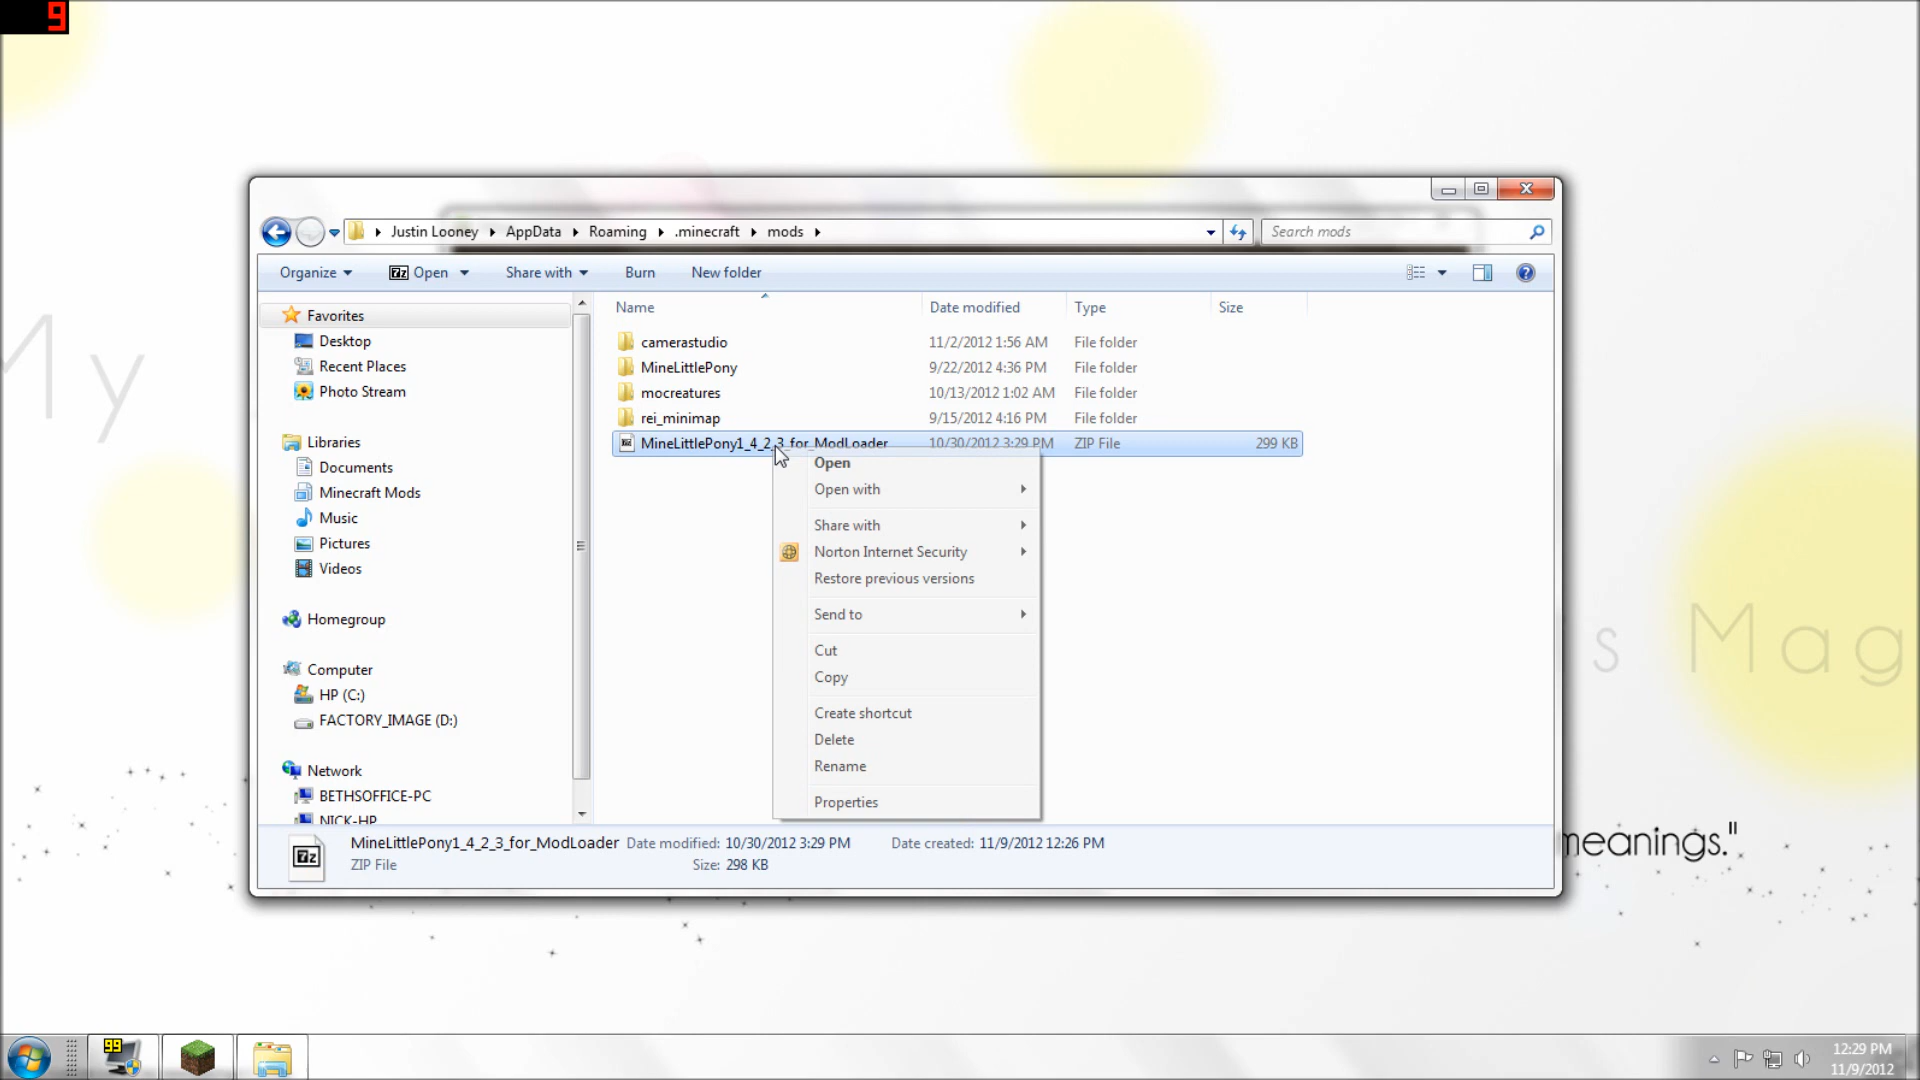 9
My
s Mag
meanings."
Justin Looney AppData Roaming .minecraft mods
Search mods
Organize 7z Open Share with Burn New folder
Name Date modified Type Size
Favorites
Desktop
Recent Places
Photo Stream
Libraries
Documents
Minecraft Mods
Music
Pictures
Videos
Homegroup
Computer
HP (C:)
FACTORY_IMAGE (D:)
Network
BETHSOFFICE-PC
NICK-HP
camerastudio 11/2/2012 1:56 AM File folder
MineLittlePony 9/22/2012 4:36 PM File folder
mocreatures 10/13/2012 1:02 AM File folder
rei_minimap 9/15/2012 4:16 PM File folder
MineLittlePony1_4_2_3_for_ModLoader 10/30/2012 3:29 PM ZIP File 299 KB
Open
Open with
Share with
Norton Internet Security
Restore previous versions
Send to
Cut
Copy
Create shortcut
Delete
Rename
Properties
7z
MineLittlePony1_4_2_3_for_ModLoader Date modified: 10/30/2012 3:29 PM Date created: 11/9/2012 12:26 PM
ZIP File Size: 298 KB
99
12:29 PM
11/9/2012